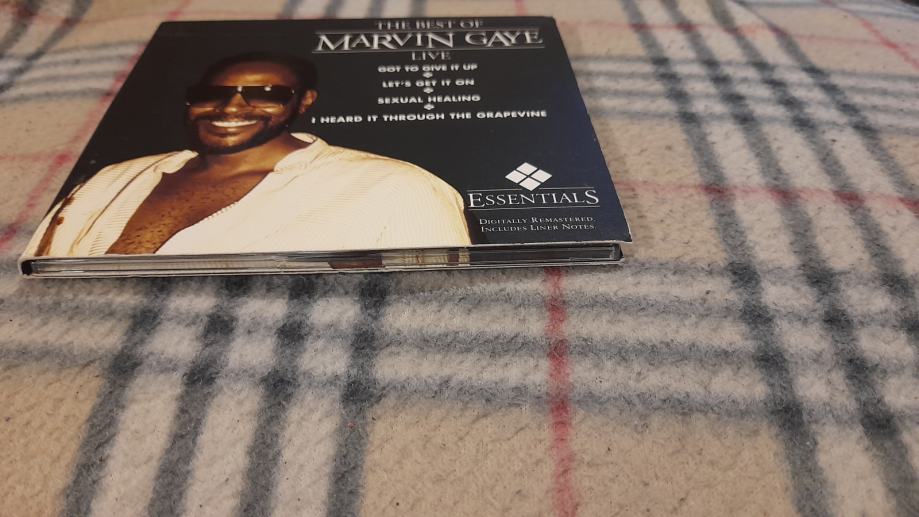 THE BEST OF
MARVIN GAYE
LIVE
GOT TO GIVE IT UP
LET'S GET IT ON
SEXUAL HEALING
I HEARD IT THROUGH THE GRAPEVINE
ESSENTIALS
DIGITALLY REMASTERED
INCLUDES LINER NOTES